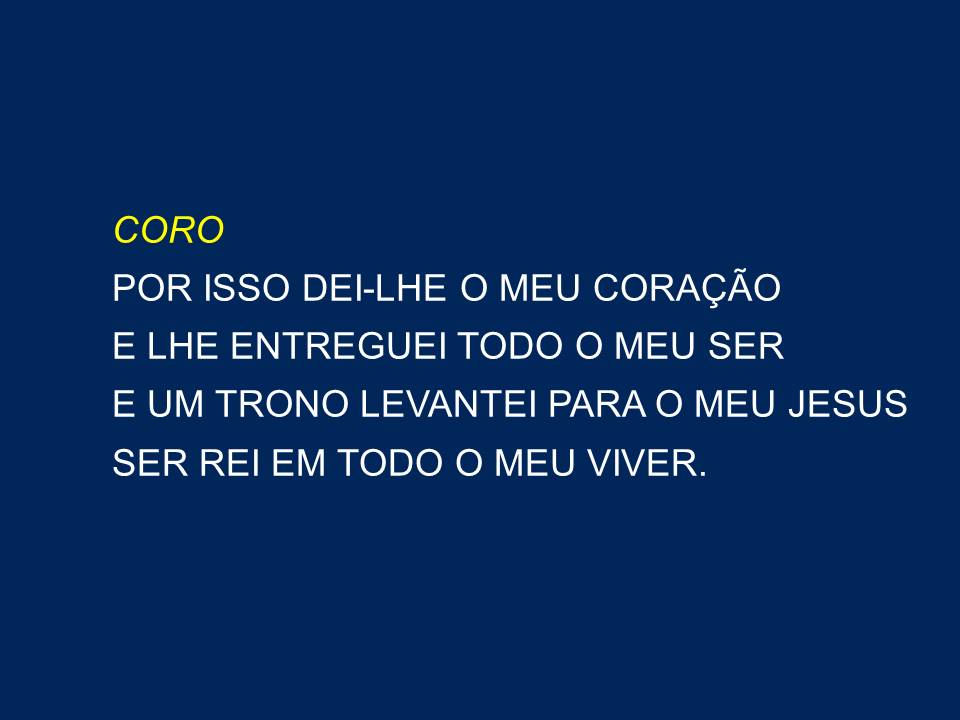 CORO
POR ISSO DEI-LHE O MEU CORAÇÃO
E LHE ENTREGUEI TODO O MEU SER
E UM TRONO LEVANTEI PARA O MEU JESUS
SER REI EM TODO O MEU VIVER.